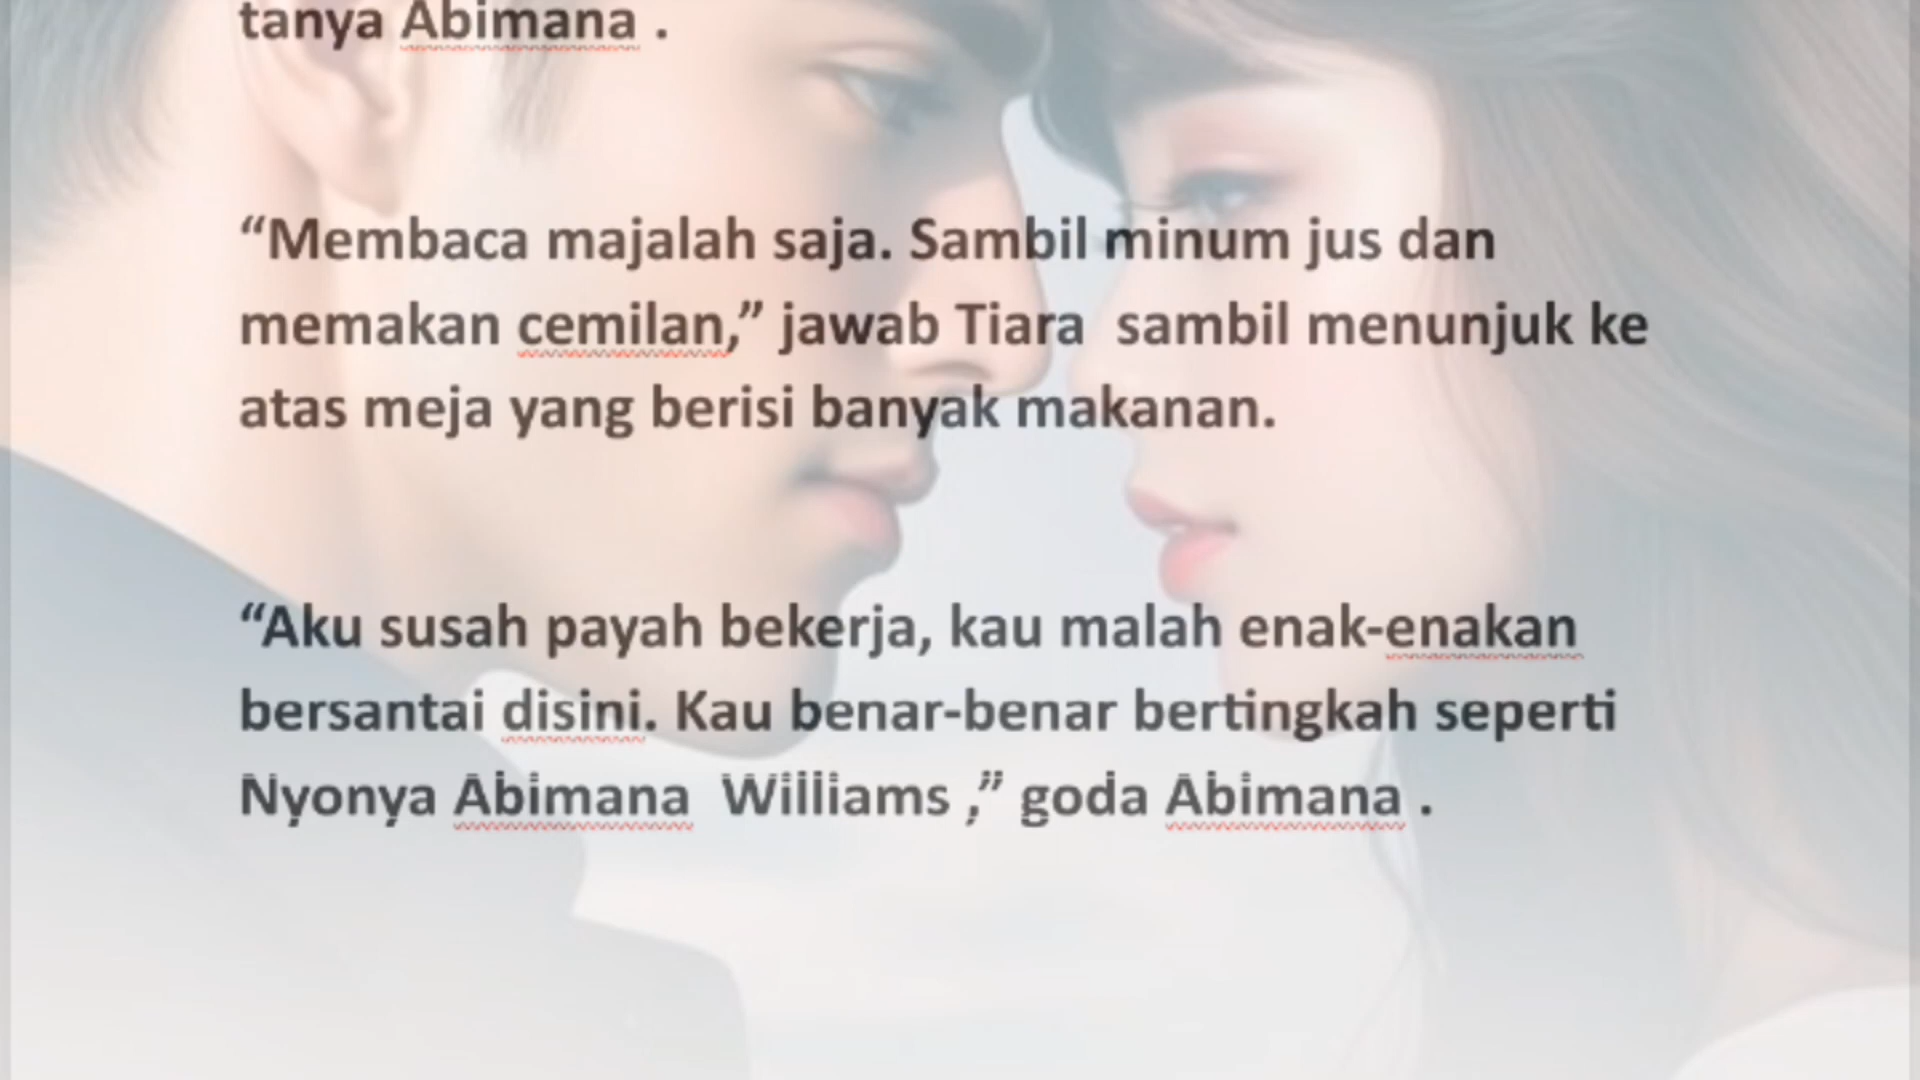 tanya Abimana .
“Membaca majalah saja. Sambil minum jus dan
memakan cemilan,” jawab Tiara  sambil menunjuk ke
atas meja yang berisi banyak makanan.
“Aku susah payah bekerja, kau malah enak-enakan
bersantai disini. Kau benar-benar bertingkah seperti
Nyonya Abimana  Williams ,” goda Abimana .